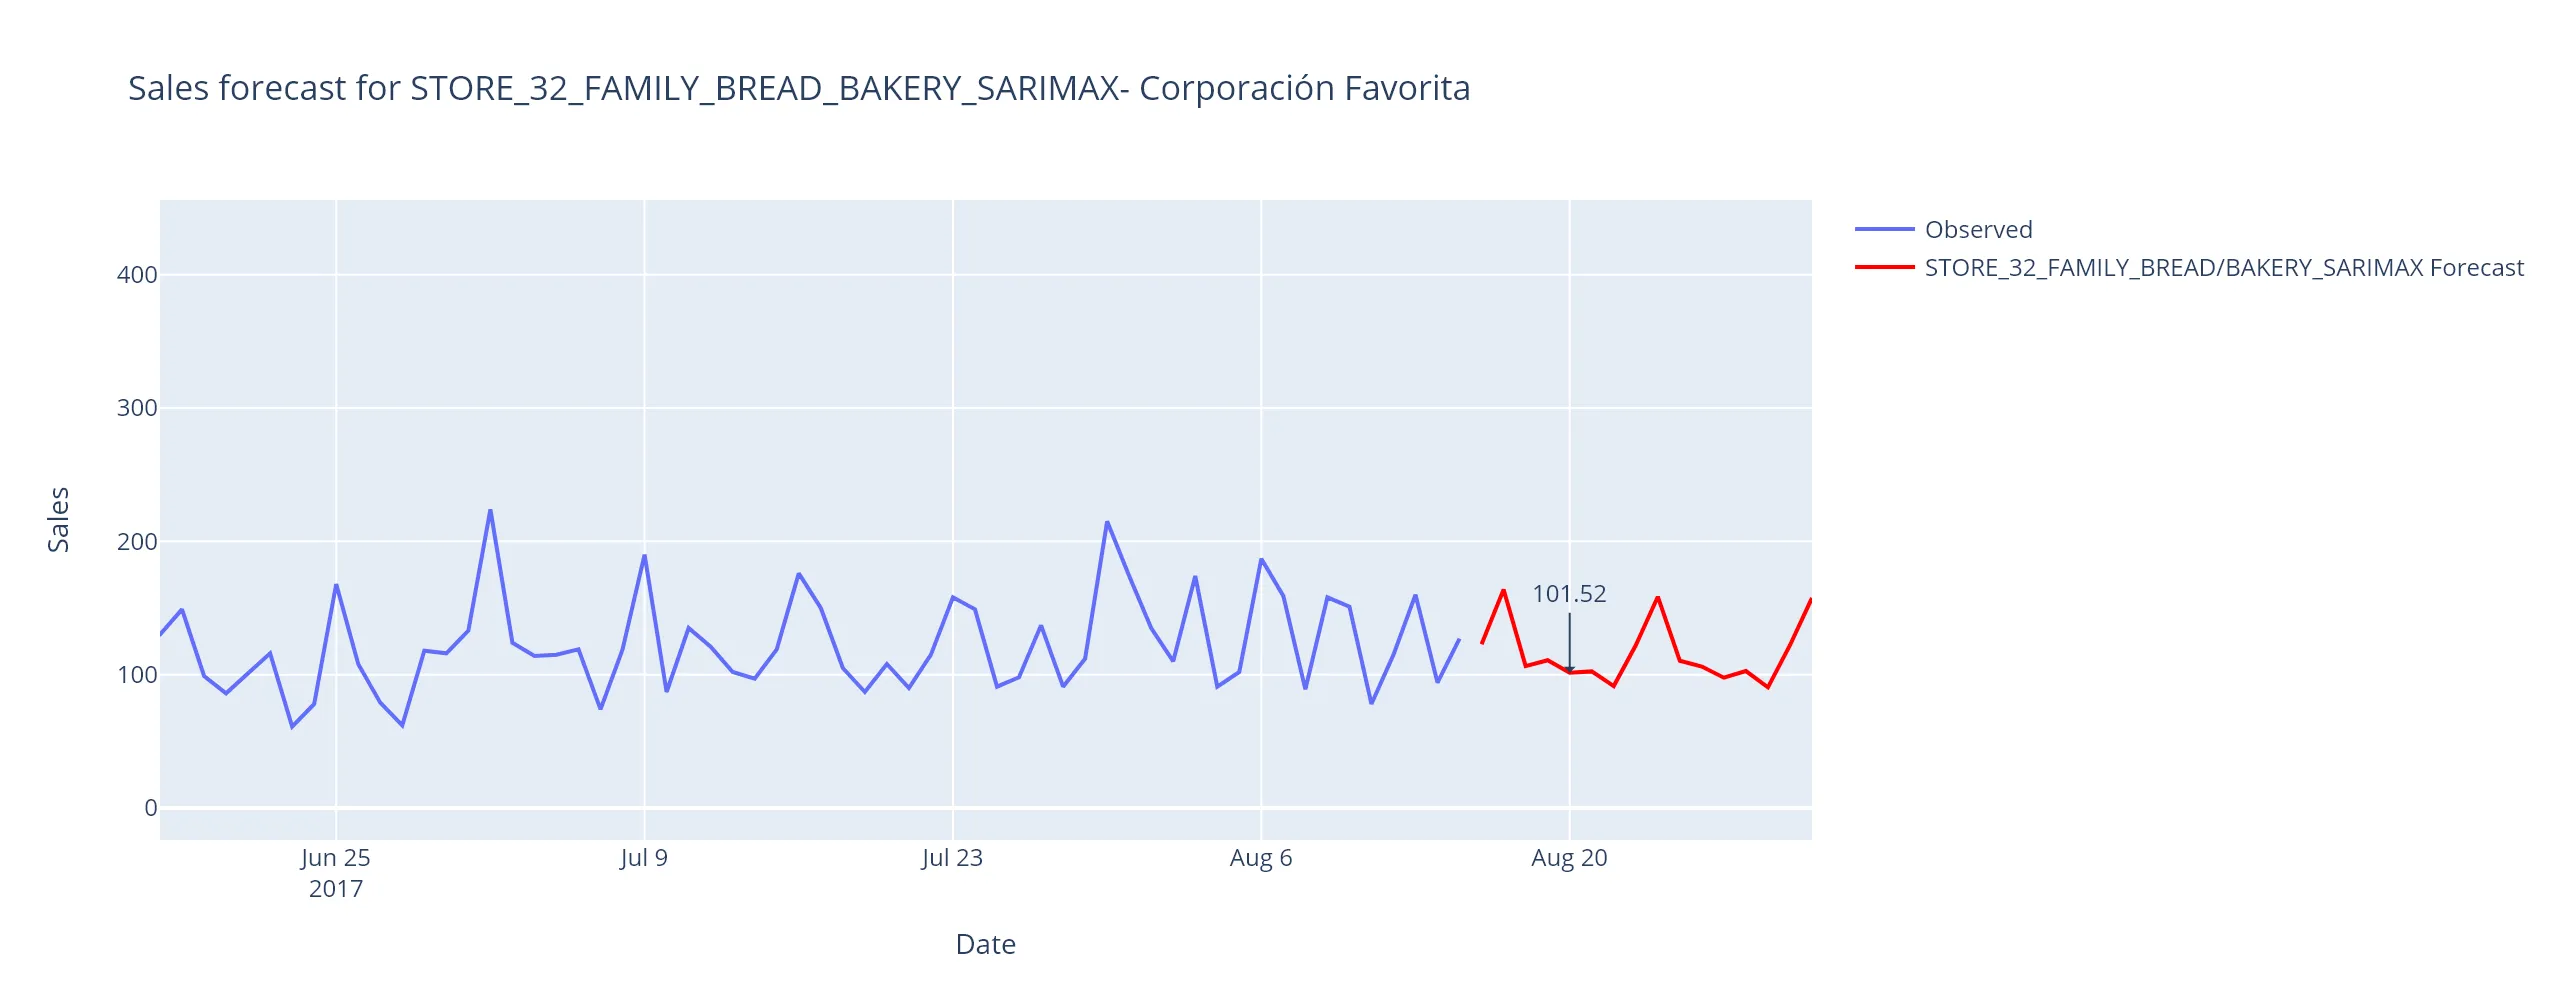 Sales forecast for STORE_32_FAMILY_BREAD_BAKERY_SARIMAX- Corporación Favorita
Observed
STORE_32_FAMILY_BREAD/BAKERY_SARIMAX Forecast
Sales
400
300
200
100
0
101.52
Jun 25
2017
Jul 9
Jul 23
Aug 6
Aug 20
Date